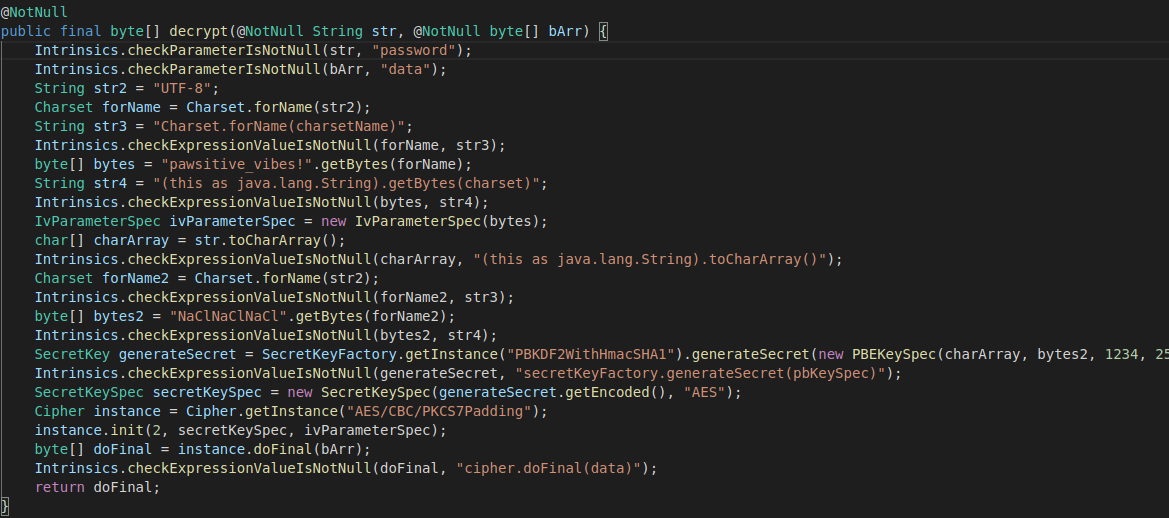 @NotNull
public final byte[] decrypt(@NotNull String str, @NotNull byte[] bArr) {
    Intrinsics.checkParameterIsNotNull(str, "password");
    Intrinsics.checkParameterIsNotNull(bArr, "data");
    String str2 = "UTF-8";
    Charset forName = Charset.forName(str2);
    String str3 = "Charset.forName(charsetName)";
    Intrinsics.checkExpressionValueIsNotNull(forName, str3);
    byte[] bytes = "pawsitive_vibes!".getBytes(forName);
    String str4 = "(this as java.lang.String).getBytes(charset)";
    Intrinsics.checkExpressionValueIsNotNull(bytes, str4);
    IvParameterSpec ivParameterSpec = new IvParameterSpec(bytes);
    char[] charArray = str.toCharArray();
    Intrinsics.checkExpressionValueIsNotNull(charArray, "(this as java.lang.String).toCharArray()");
    Charset forName2 = Charset.forName(str2);
    Intrinsics.checkExpressionValueIsNotNull(forName2, str3);
    byte[] bytes2 = "NaClNaClNaCl".getBytes(forName2);
    Intrinsics.checkExpressionValueIsNotNull(bytes2, str4);
    SecretKey generateSecret = SecretKeyFactory.getInstance("PBKDF2WithHmacSHA1").generateSecret(new PBEKeySpec(charArray, bytes2, 1234, 25
    Intrinsics.checkExpressionValueIsNotNull(generateSecret, "secretKeyFactory.generateSecret(pbKeySpec)");
    SecretKeySpec secretKeySpec = new SecretKeySpec(generateSecret.getEncoded(), "AES");
    Cipher instance = Cipher.getInstance("AES/CBC/PKCS7Padding");
    instance.init(2, secretKeySpec, ivParameterSpec);
    byte[] doFinal = instance.doFinal(bArr);
    Intrinsics.checkExpressionValueIsNotNull(doFinal, "cipher.doFinal(data)");
    return doFinal;
}